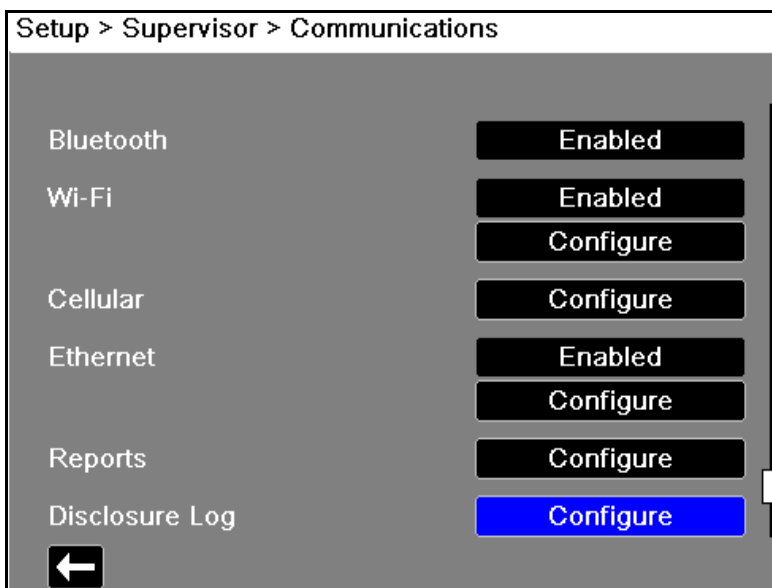 Setup > Supervisor > Communications
Bluetooth Enabled
Wi-Fi Enabled
Configure
Cellular Configure
Ethernet Enabled
Configure
Reports Configure
Disclosure Log Configure